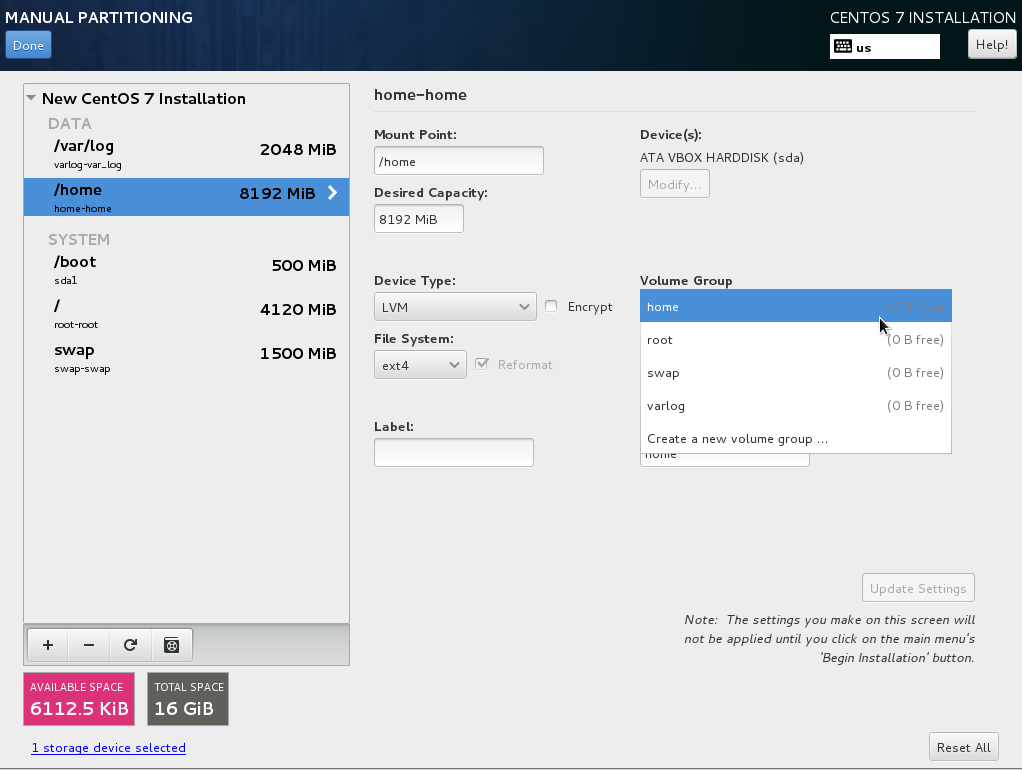 MANUAL PARTITIONING
CENTOS 7 INSTALLATION
Done
us
Help!
New CentOS 7 Installation
DATA
/var/log
2048 MiB
varlog-var_log
/home
8192 MiB
home-home
SYSTEM
/boot
500 MiB
sda1
/
4120 MiB
root-root
swap
1500 MiB
swap-swap
AVAILABLE SPACE
6112.5 KiB
TOTAL SPACE
16 GiB
1 storage device selected
home-home
Mount Point:
/home
Desired Capacity:
8192 MiB
Device(s):
ATA VBOX HARDDISK (sda)
Modify...
Device Type:
LVM
Encrypt
File System:
ext4
Reformat
Label:
Volume Group
home (0 B free)
root (0 B free)
swap (0 B free)
varlog (0 B free)
Create a new volume group ...
home
Update Settings
Note: The settings you make on this screen will
not be applied until you click on the main menu's
'Begin Installation' button.
Reset All